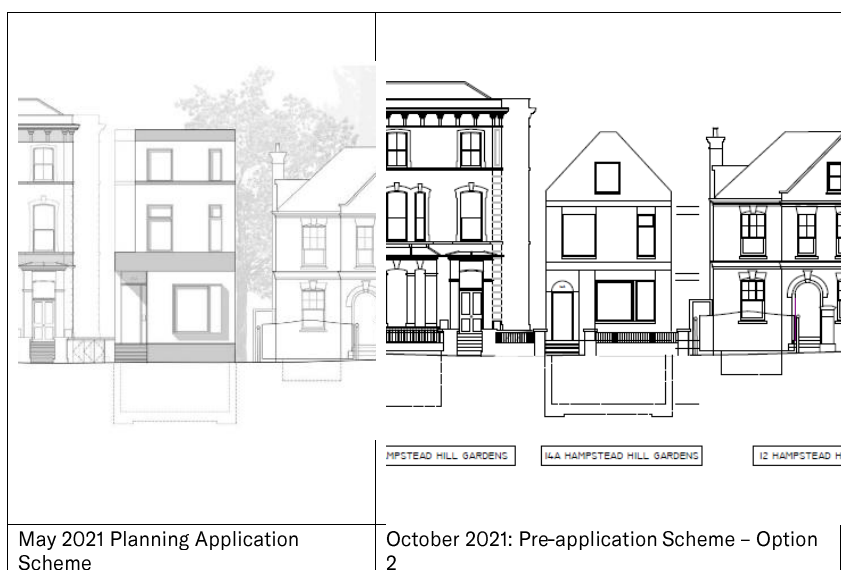 MPSTEAD HILL GARDENS
14A HAMPSTEAD HILL GARDENS
12 HAMPSTEAD H
May 2021 Planning Application
Scheme
October 2021: Pre-application Scheme – Option
2